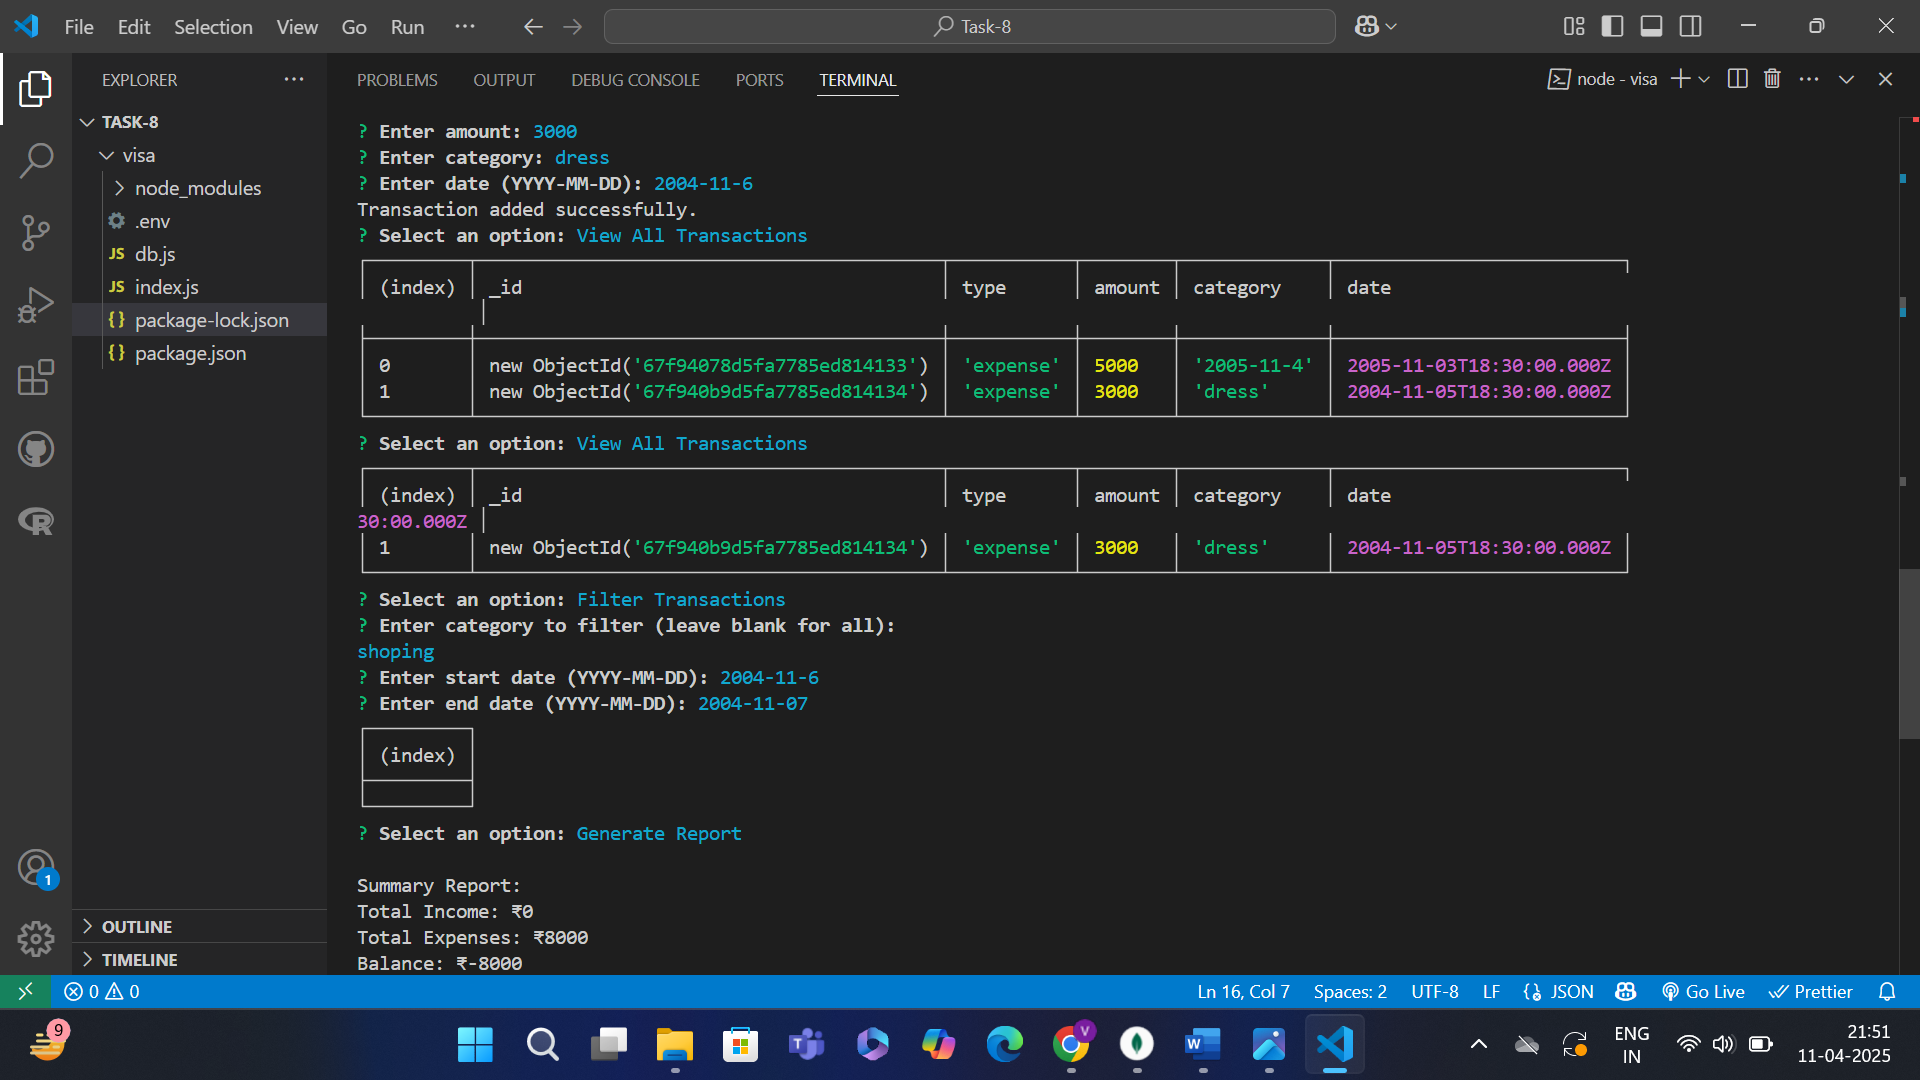 File Edit Selection View Go Run ··· Task-8
EXPLORER ···
TASK-8
visa
node_modules
.env
JS db.js
JS index.js
{} package-lock.json
{} package.json
OUTLINE
TIMELINE
1
PROBLEMS OUTPUT DEBUG CONSOLE PORTS TERMINAL node - visa ···
? Enter amount: 3000
? Enter category: dress
? Enter date (YYYY-MM-DD): 2004-11-6
Transaction added successfully.
? Select an option: View All Transactions
(index) _id type amount category date
0 new ObjectId('67f94078d5fa7785ed814133') 'expense' 5000 '2005-11-4' 2005-11-03T18:30:00.000Z
1 new ObjectId('67f940b9d5fa7785ed814134') 'expense' 3000 'dress' 2004-11-05T18:30:00.000Z
? Select an option: View All Transactions
(index) _id type amount category date
30:00.000Z
1 new ObjectId('67f940b9d5fa7785ed814134') 'expense' 3000 'dress' 2004-11-05T18:30:00.000Z
? Select an option: Filter Transactions
? Enter category to filter (leave blank for all):
shoping
? Enter start date (YYYY-MM-DD): 2004-11-6
? Enter end date (YYYY-MM-DD): 2004-11-07
(index)
? Select an option: Generate Report
Summary Report:
Total Income: ₹0
Total Expenses: ₹8000
Balance: ₹-8000
0 0 Ln 16, Col 7 Spaces: 2 UTF-8 LF {} JSON Go Live Prettier
9
V
W
T
ENG
IN
21:51
11-04-2025